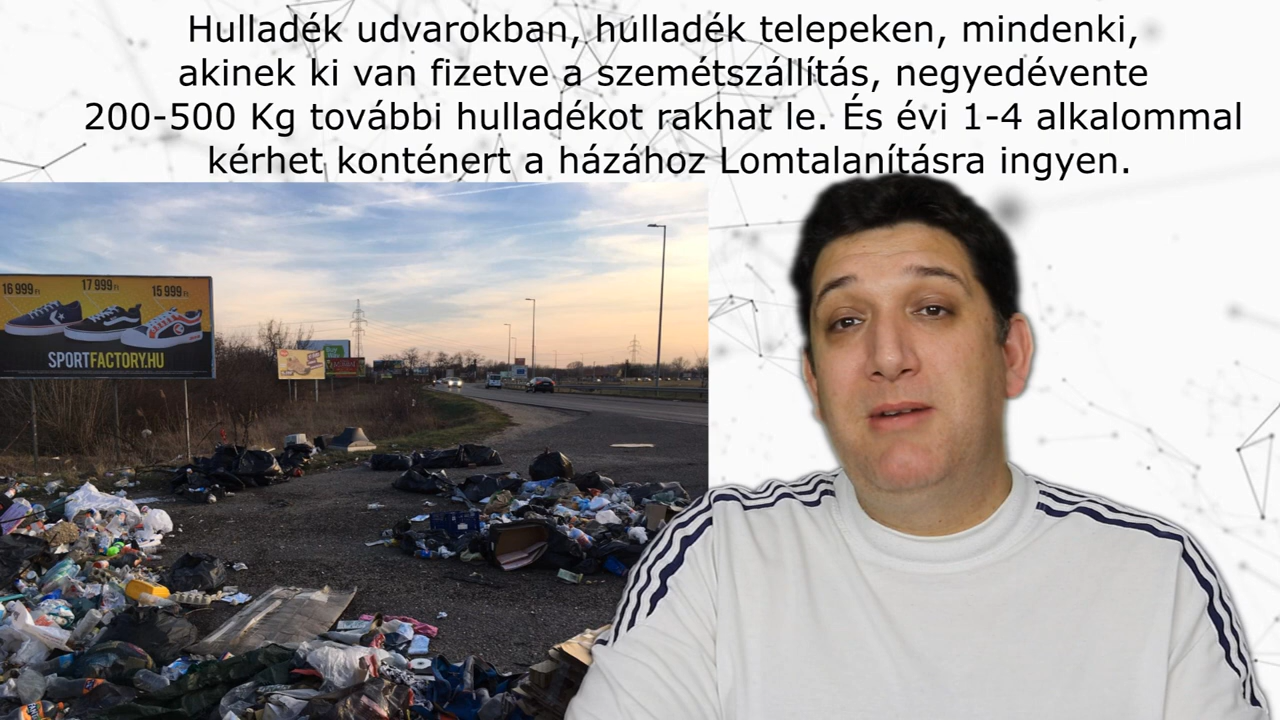 Hulladék udvarokban, hulladék telepeken, mindenki,
akinek ki van fizetve a szemétszállítás, negyedévente
200-500 Kg további hulladékot rakhat le. És évi 1-4 alkalommal
kérhet konténert a házához Lomtalanításra ingyen.
16 999 Ft 17 999 Ft 15 999 Ft
SPORTFACTORY.HU